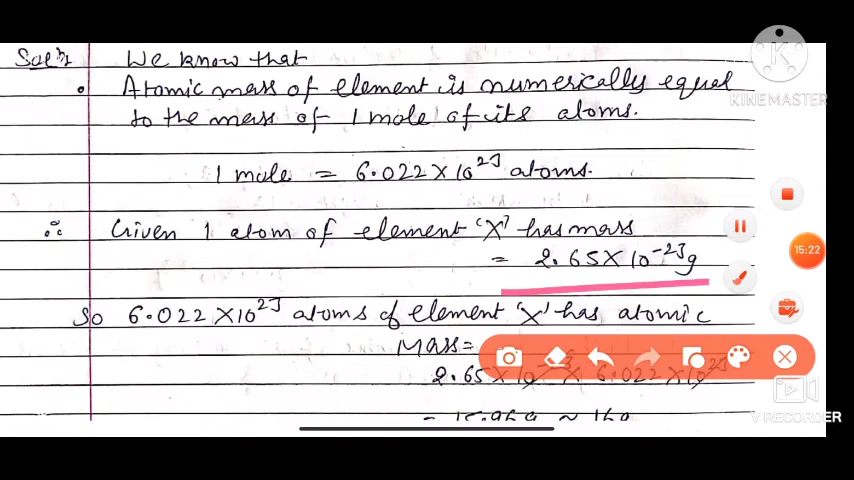 Sol:n We know that
• Atomic mass of element is numerically equal
to the mass of 1 mole of its atoms.
1 mole = 6.022 × 10²³ atoms.
∴ Given 1 atom of element 'X' has mass
= 2.65 × 10⁻²³g
So 6.022 × 10²³ atoms of element 'X' has atomic
Mass =
2.65 × 10⁻²³ × 6.022 × 10²³
KINEMASTER
15:22
V RECORDER